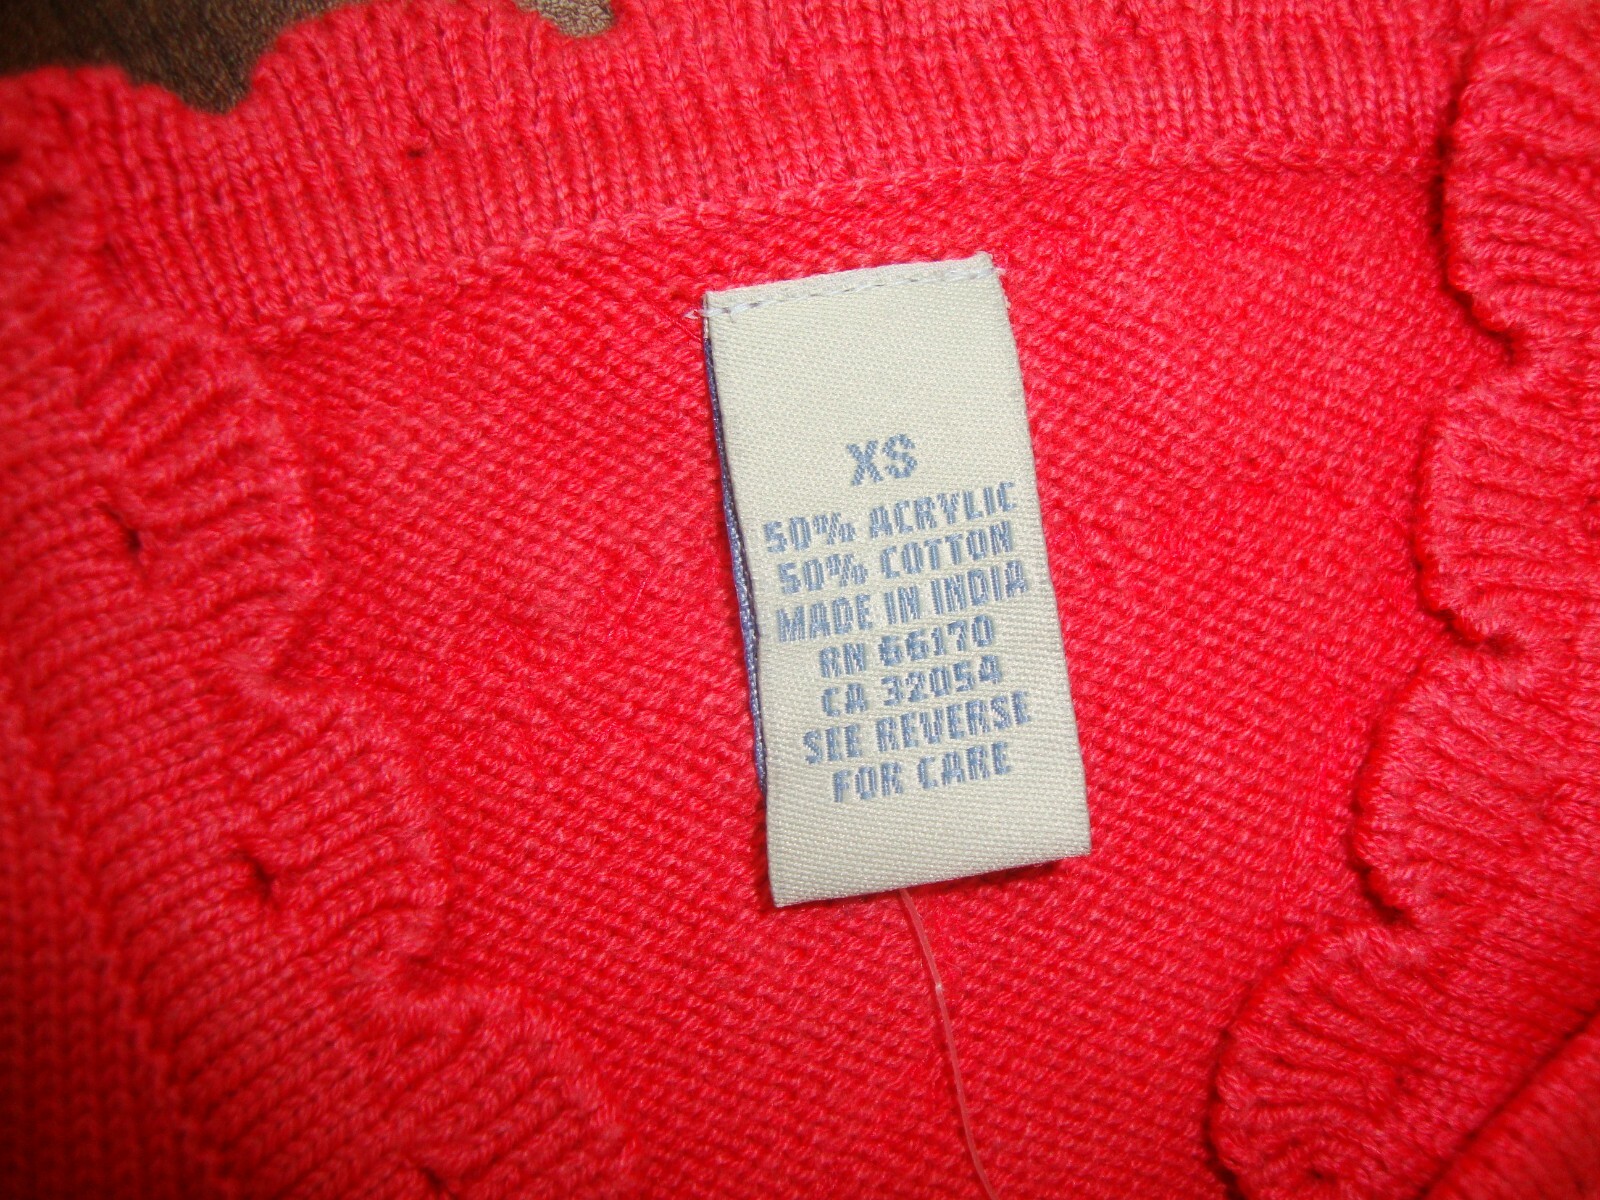 XS
50% ACRYLIC
50% COTTON
MADE IN INDIA
RN 66170
CA 32054
SEE REVERSE
FOR CARE